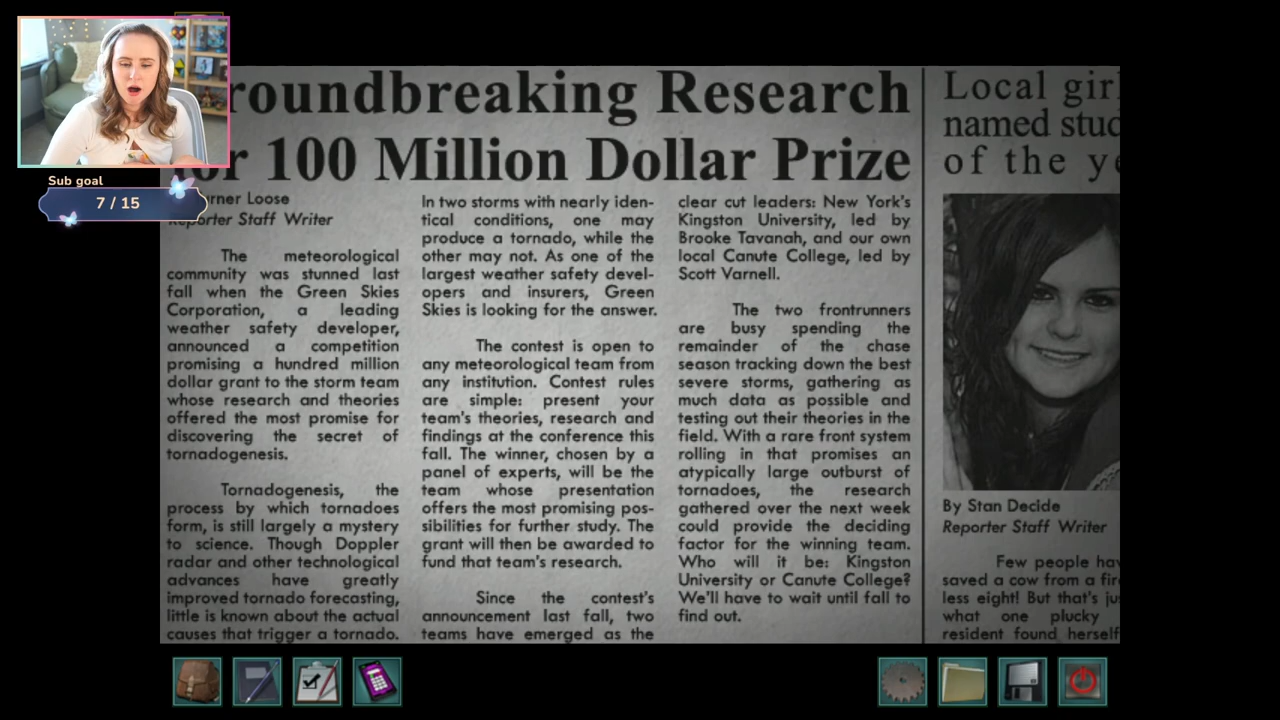 Sub goal
7 / 15
roundbreaking Research
100 Million Dollar Prize
Loose
Reporter Staff Writer
The meteorological
community was stunned last
fall when the Green Skies
Corporation, a leading
weather safety developer,
announced a competition
promising a hundred million
dollar grant to the storm team
whose research and theories
offered the most promise for
discovering the secret of
tornadogenesis.
Tornadogenesis, the
process by which tornadoes
form, is still largely a mystery
to science. Though Doppler
radar and other technological
advances have greatly
improved tornado forecasting,
little is known about the actual
causes that trigger a tornado.
In two storms with nearly iden-
tical conditions, one may
produce a tornado, while the
other may not. As one of the
largest weather safety devel-
opers and insurers, Green
Skies is looking for the answer.
The contest is open to
any meteorological team from
any institution. Contest rules
are simple: present your
team's theories, research and
findings at the conference this
fall. The winner, chosen by a
panel of experts, will be the
team whose presentation
offers the most promising pos-
sibilities for further study. The
grant will then be awarded to
fund that team's research.
Since the contest's
announcement last fall, two
teams have emerged as the
clear cut leaders: New York's
Kingston University, led by
Brooke Tavanah, and our own
local Canute College, led by
Scott Varnell.
The two frontrunners
are busy spending the
remainder of the chase
season tracking down the best
severe storms, gathering as
much data as possible and
testing out their theories in the
field. With a rare front system
rolling in that promises an
atypically large outburst of
tornadoes, the research
gathered over the next week
could provide the deciding
factor for the winning team.
Who will it be: Kingston
University or Canute College?
We'll have to wait until fall to
find out.
Local girl
named stud
of the ye
By Stan Decide
Reporter Staff Writer
Few people hav
saved a cow from a fire
less eight! But that's jus
what one plucky
resident found herself